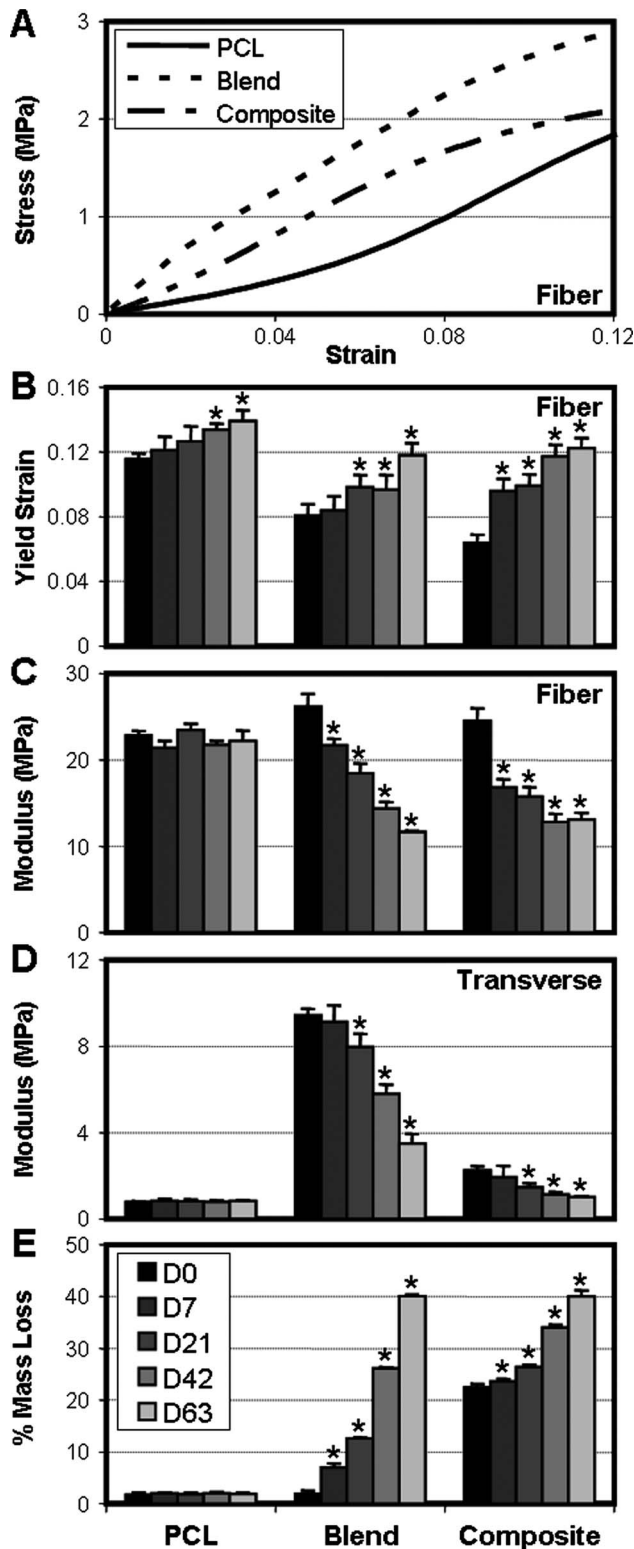 A
3
2
1
0
Stress (MPa)
PCL
Blend
Composite
Fiber
0
0.04
0.08
0.12
Strain
B
0.16
0.12
0.08
0.04
0
Yield Strain
Fiber
* *
* * *
* * * *
C
30
20
10
0
Modulus (MPa)
Fiber
* * * *
* * * *
D
12
8
4
0
Modulus (MPa)
Transverse
* * *
* * *
E
50
40
30
20
10
0
% Mass Loss
D0
D7
D21
D42
D63
* * * *
* * * *
PCL Blend Composite